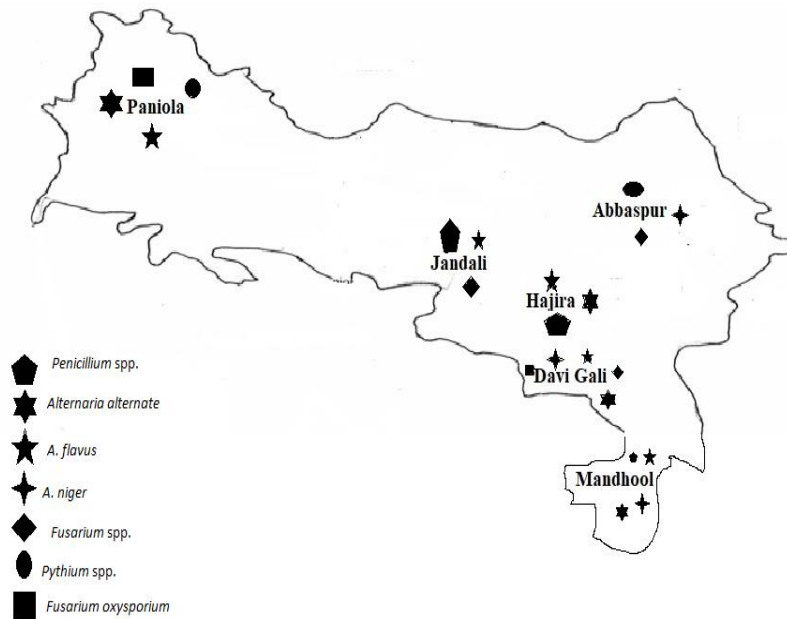 Paniola
Abbaspur
Jandali
Hajira
Davi Gali
Mandhool
Penicillium spp.
Alternaria alternate
A. flavus
A. niger
Fusarium spp.
Pythium spp.
Fusarium oxysporium